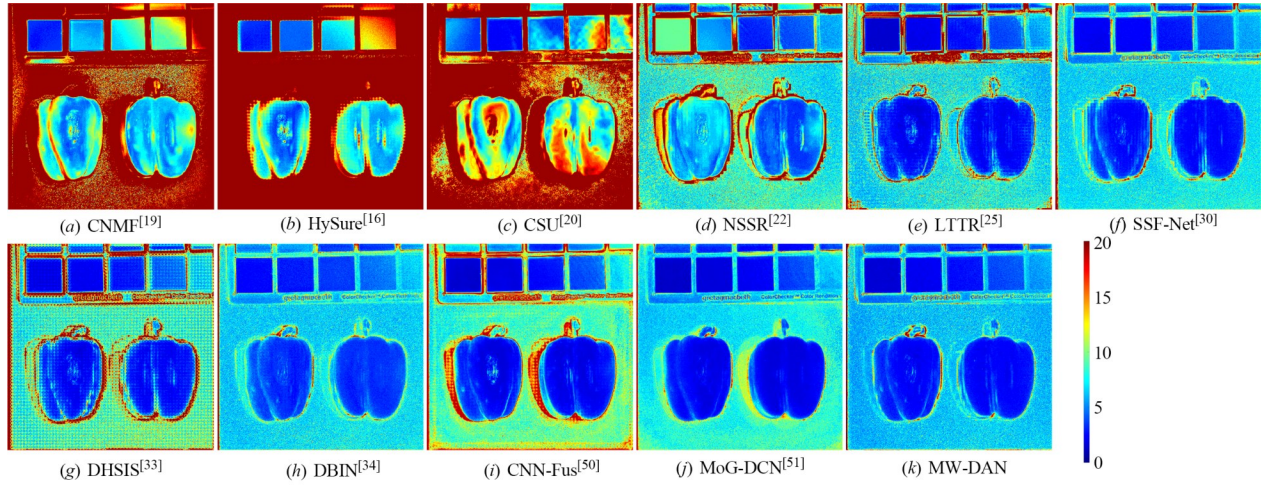 (a) CNMF[19]
(b) HySure[16]
(c) CSU[20]
(d) NSSR[22]
(e) LTTR[25]
(f) SSF-Net[30]
20
15
10
5
0
(g) DHSIS[33]
(h) DBIN[34]
(i) CNN-Fus[50]
(j) MoG-DCN[51]
(k) MW-DAN